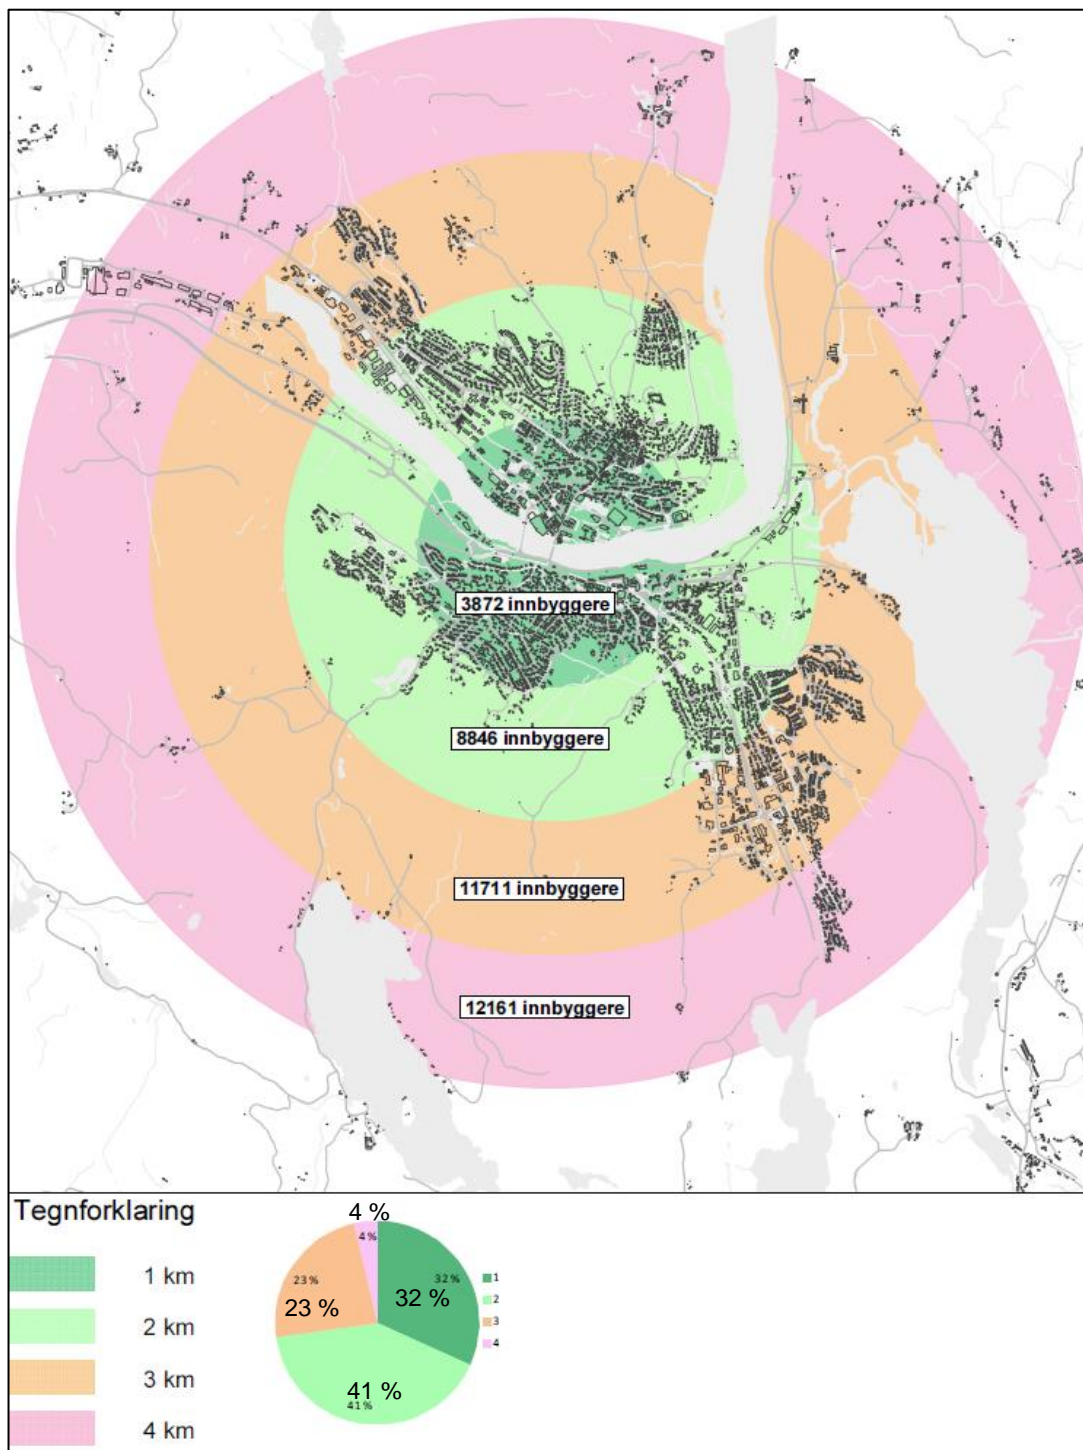 3872 innbyggere
8846 innbyggere
11711 innbyggere
12161 innbyggere
Tegnforklaring
1 km
2 km
3 km
4 km
4 %
4 %
32 %
32 %
23 %
23 %
41 %
41 %
1
2
3
4